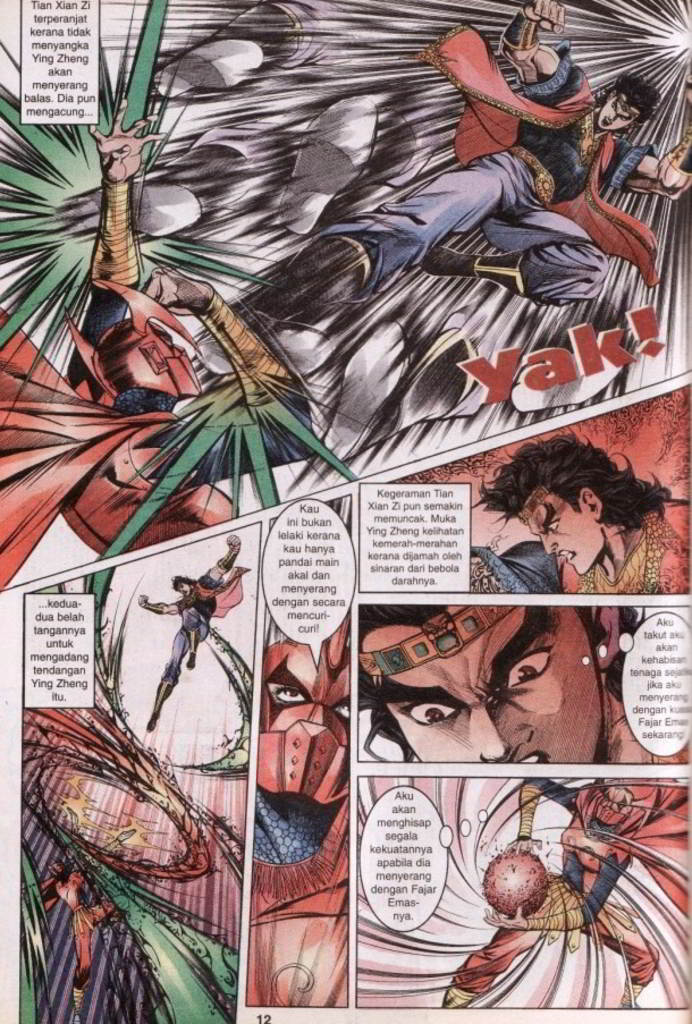 Tian Xian Zi
terperanjat
kerana tidak
menyangka
Ying Zheng
akan
menyerang
balas. Dia pun
mengacung...
Yak!
...kedua-
dua belah
tangannya
untuk
mengadang
tendangan
Ying Zheng
itu.
Kau
ini bukan
lelaki kerana
kau hanya
pandai main
akal dan
menyerang
dengan secara
mencuri-
curi!
Kegeraman Tian
Xian Zi pun semakin
memuncak. Muka
Ying Zheng kelihatan
kemerah-merahan
kerana dijamah oleh
sinaran dari bebola
darahnya.
Aku
takut aku
akan
kehabisan
tenaga
jika aku
menyerang
dengan
Fajar Emas
sekarang!
Aku
akan
menghisap
kekuatannya
apabila dia
menyerang
dengan Fajar
Emas-
nya.
12